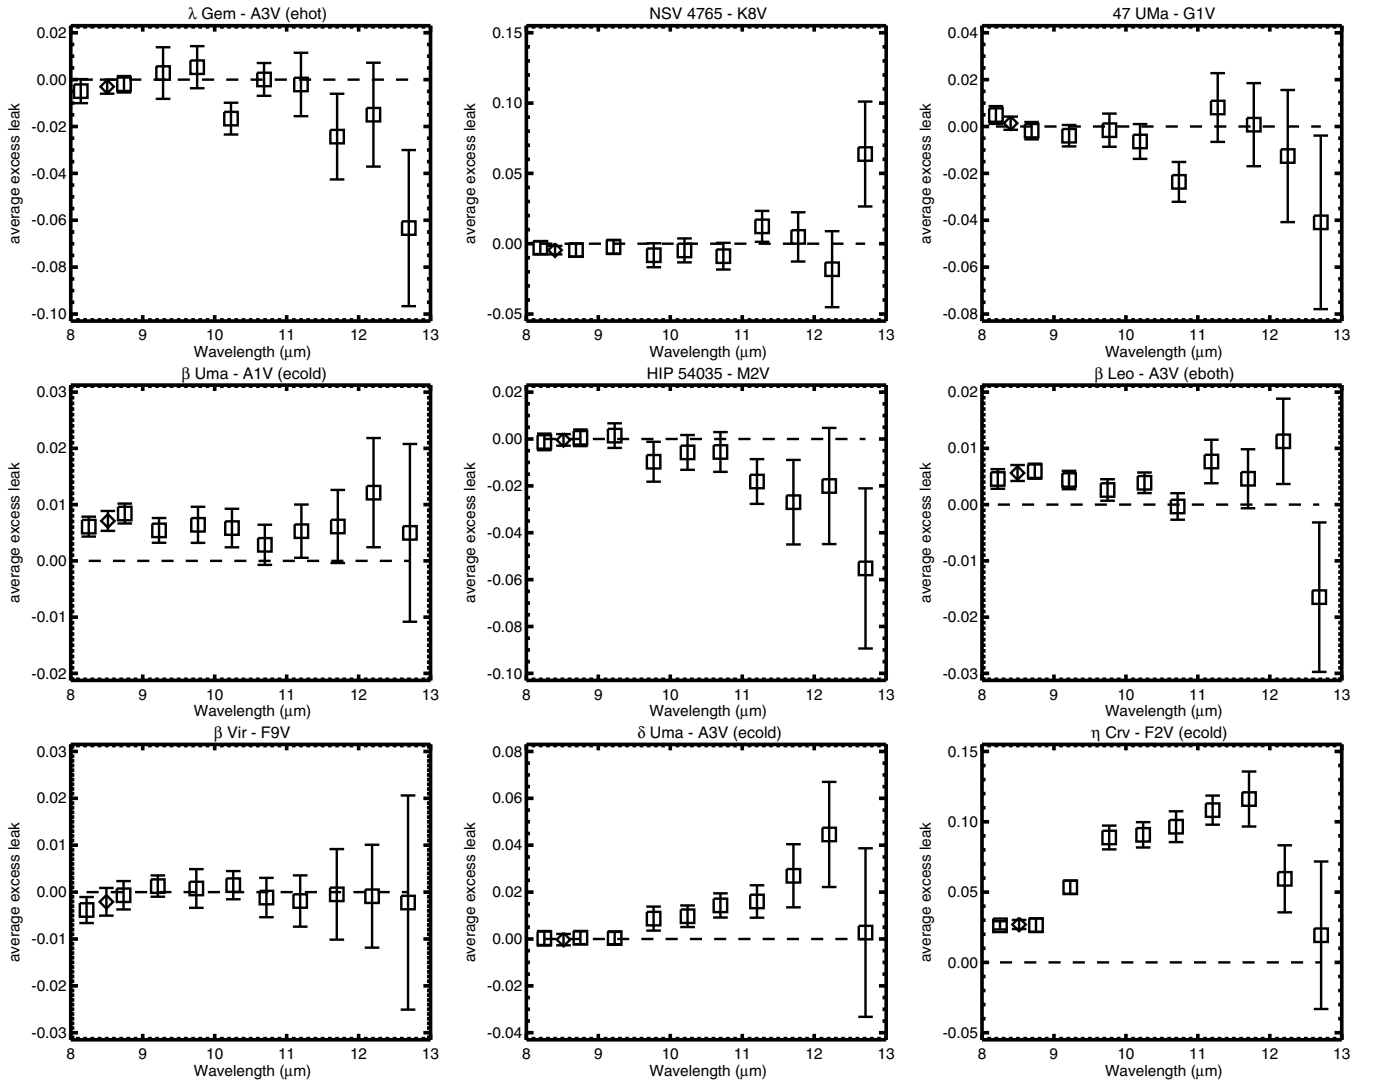 λ Gem - A3V (ehot)
0.02
0.00
-0.02
-0.04
-0.06
-0.08
-0.10
average excess leak
8 9 10 11 12 13
Wavelength (μm)
NSV 4765 - K8V
0.15
0.10
0.05
0.00
-0.05
average excess leak
8 9 10 11 12 13
Wavelength (μm)
47 UMa - G1V
0.04
0.02
0.00
-0.02
-0.04
-0.06
-0.08
average excess leak
8 9 10 11 12 13
Wavelength (μm)
β Uma - A1V (ecold)
0.03
0.02
0.01
0.00
-0.01
-0.02
average excess leak
8 9 10 11 12 13
Wavelength (μm)
HIP 54035 - M2V
0.02
0.00
-0.02
-0.04
-0.06
-0.08
-0.10
average excess leak
8 9 10 11 12 13
Wavelength (μm)
β Leo - A3V (eboth)
0.02
0.01
0.00
-0.01
-0.02
-0.03
average excess leak
8 9 10 11 12 13
Wavelength (μm)
β Vir - F9V
0.03
0.02
0.01
0.00
-0.01
-0.02
-0.03
average excess leak
8 9 10 11 12 13
Wavelength (μm)
δ Uma - A3V (ecold)
0.08
0.06
0.04
0.02
0.00
-0.02
-0.04
average excess leak
8 9 10 11 12 13
Wavelength (μm)
η Crv - F2V (ecold)
0.15
0.10
0.05
0.00
-0.05
average excess leak
8 9 10 11 12 13
Wavelength (μm)